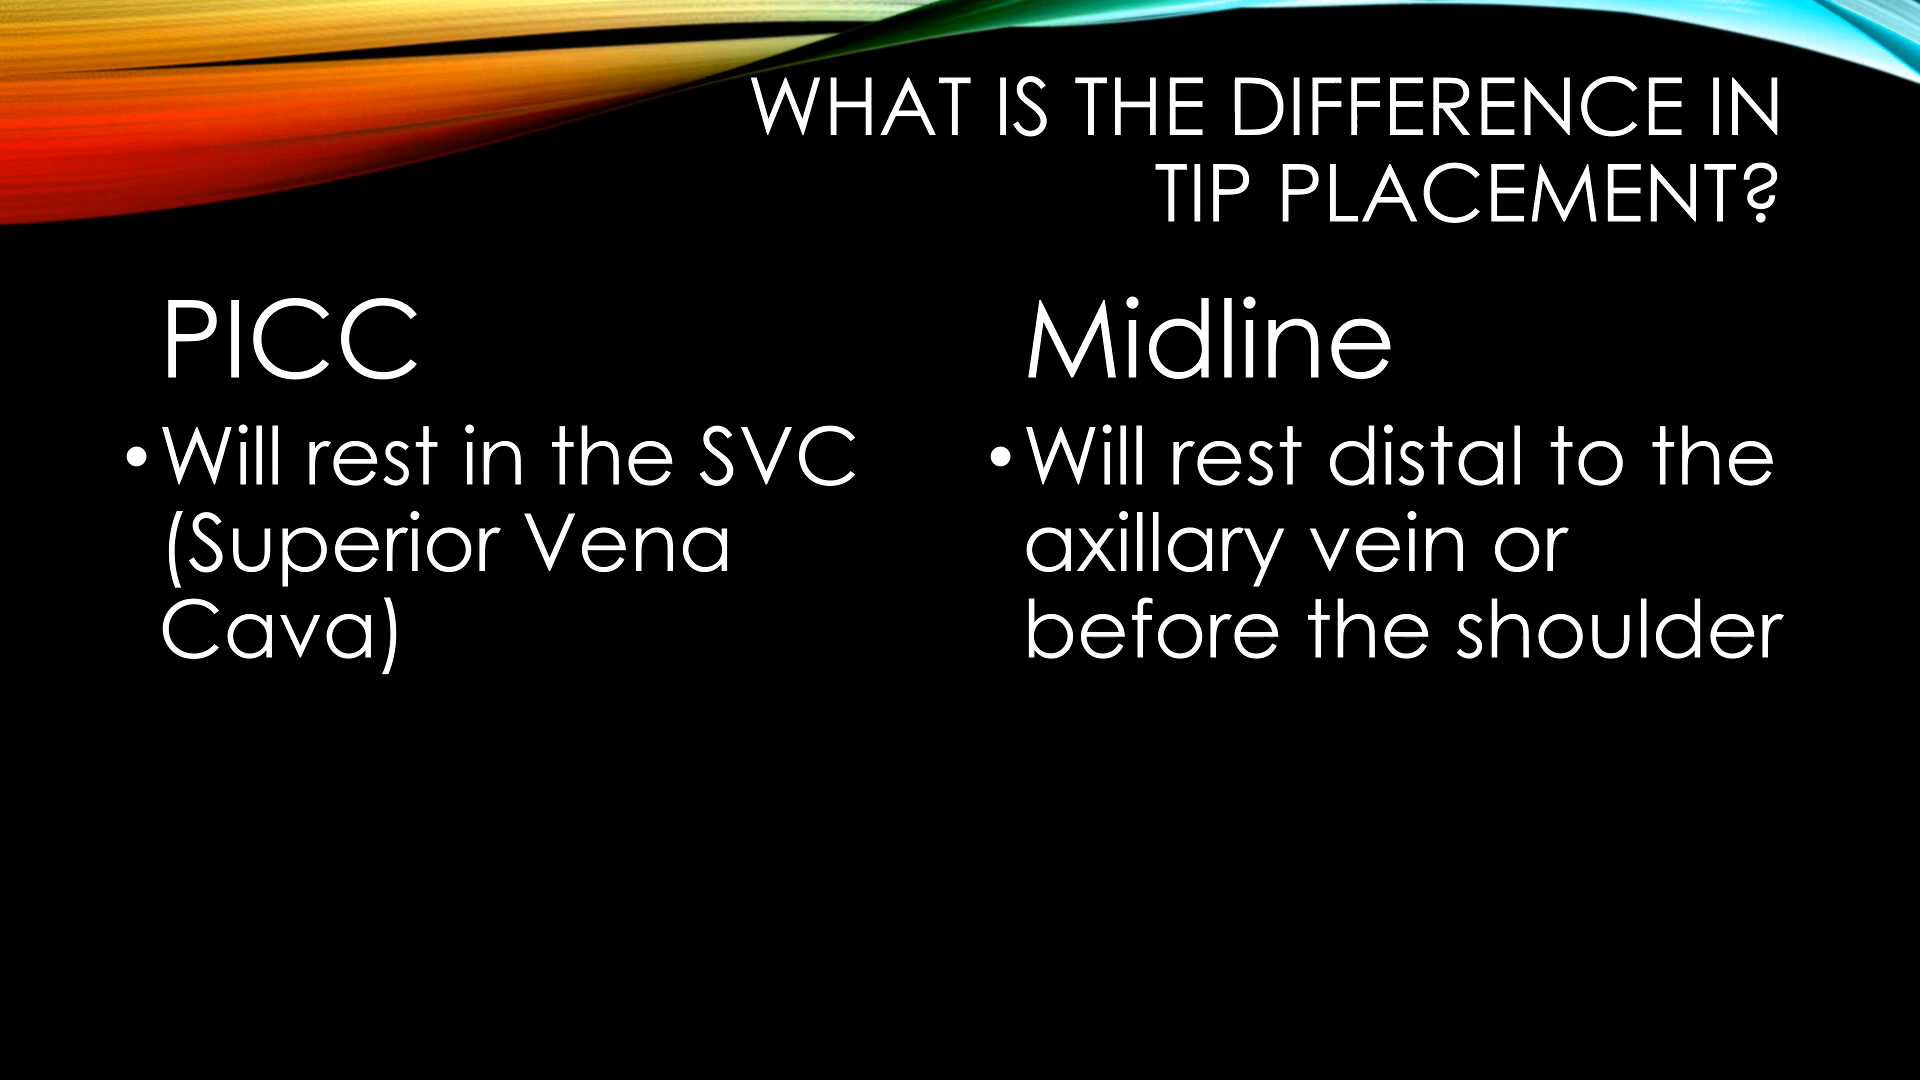 WHAT IS THE DIFFERENCE IN
TIP PLACEMENT?
PICC
• Will rest in the SVC
(Superior Vena
Cava)
Midline
• Will rest distal to the
axillary vein or
before the shoulder